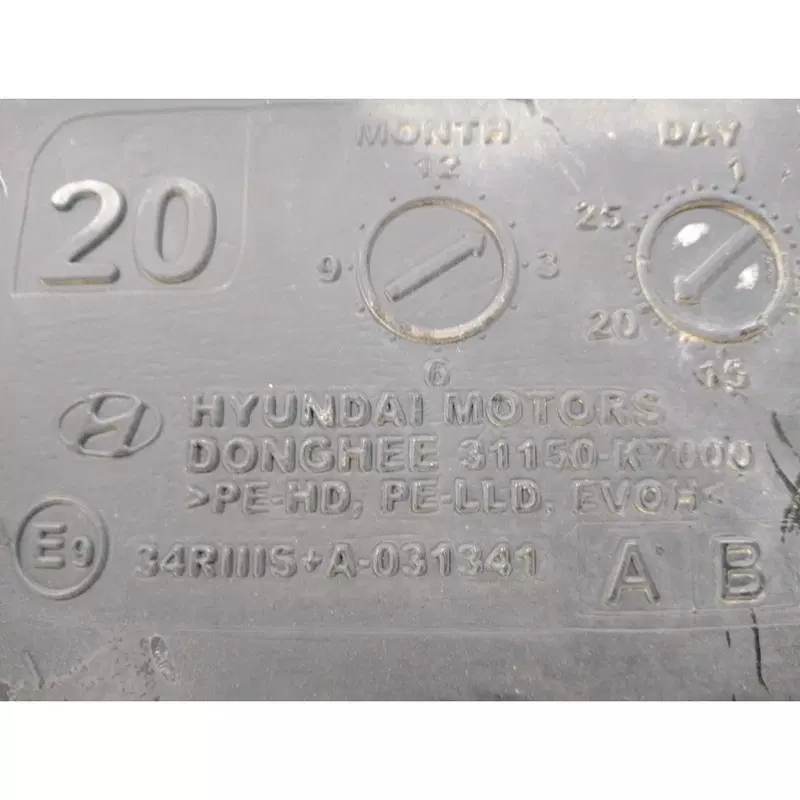 20
MONTH
12
3
6
9
DAY
1
25
20
15
HYUNDAI MOTORS
DONGHEE 31150-K7000
>PE-HD, PE-LLD, EVOH<
E9
34RIIIS+A-031341
A B